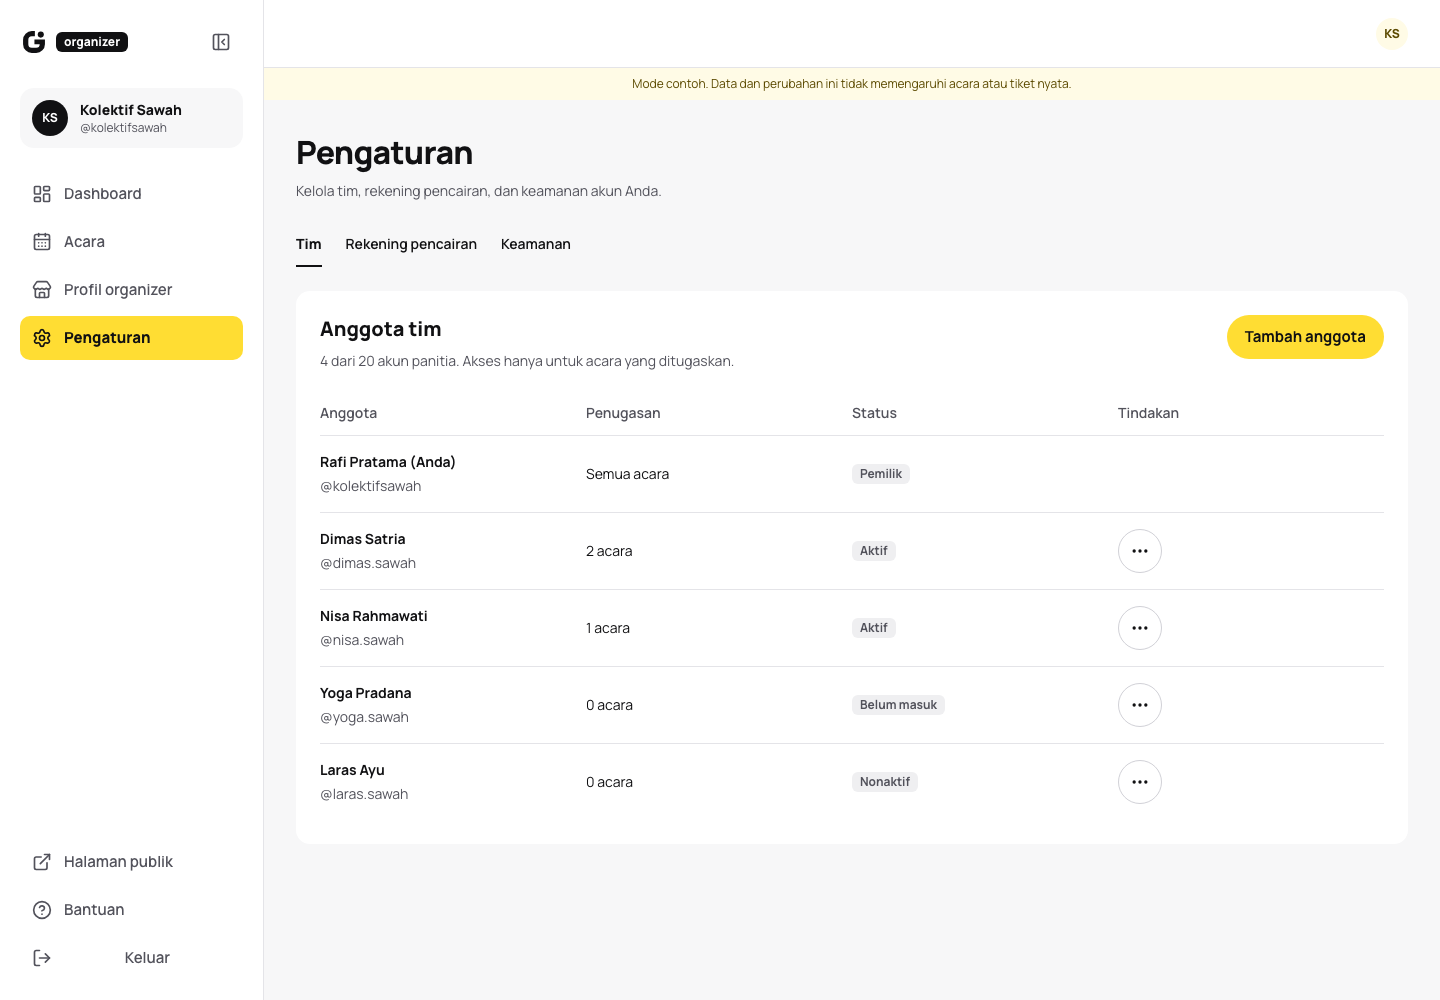 organizer
KS
Kolektif Sawah
@kolektifsawah
Dashboard
Acara
Profil organizer
Pengaturan
Halaman publik
Bantuan
Keluar
KS
Mode contoh. Data dan perubahan ini tidak memengaruhi acara atau tiket nyata.
Pengaturan
Kelola tim, rekening pencairan, dan keamanan akun Anda.
Tim Rekening pencairan Keamanan
Anggota tim
4 dari 20 akun panitia. Akses hanya untuk acara yang ditugaskan.
Tambah anggota
Anggota Penugasan Status Tindakan
Rafi Pratama (Anda)
@kolektifsawah
Semua acara
Pemilik
Dimas Satria
@dimas.sawah
2 acara
Aktif
Nisa Rahmawati
@nisa.sawah
1 acara
Aktif
Yoga Pradana
@yoga.sawah
0 acara
Belum masuk
Laras Ayu
@laras.sawah
0 acara
Nonaktif